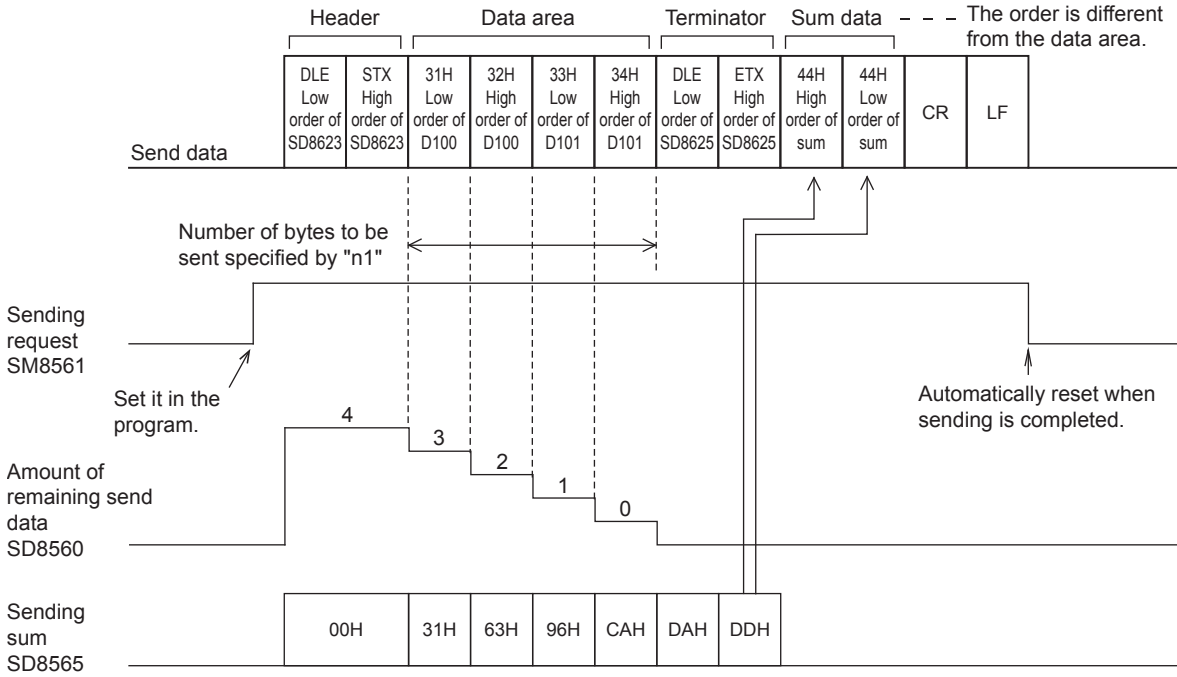 Header Data area Terminator Sum data The order is different
from the data area.
DLE STX 31H 32H 33H 34H DLE ETX 44H 44H
Low High Low High Low High Low High High Low
order of order of order of order of order of order of order of order of order of order of
SD8623 SD8623 D100 D100 D101 D101 SD8625 SD8625 sum sum
CR LF
Send data
Number of bytes to be
sent specified by "n1"
Sending
request
SM8561
Set it in the
program.
Automatically reset when
sending is completed.
4
3
2
1
0
Amount of
remaining send
data
SD8560
Sending
sum
SD8565
00H 31H 63H 96H CAH DAH DDH